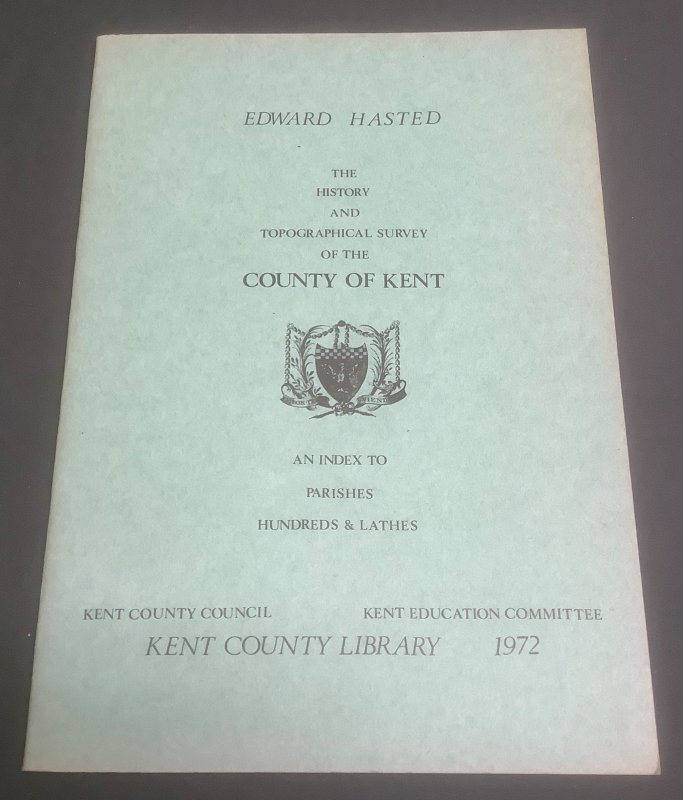 EDWARD HASTED
THE
HISTORY
AND
TOPOGRAPHICAL SURVEY
OF THE
COUNTY OF KENT
AN INDEX TO
PARISHES
HUNDREDS & LATHES
KENT COUNTY COUNCIL KENT EDUCATION COMMITTEE
KENT COUNTY LIBRARY 1972